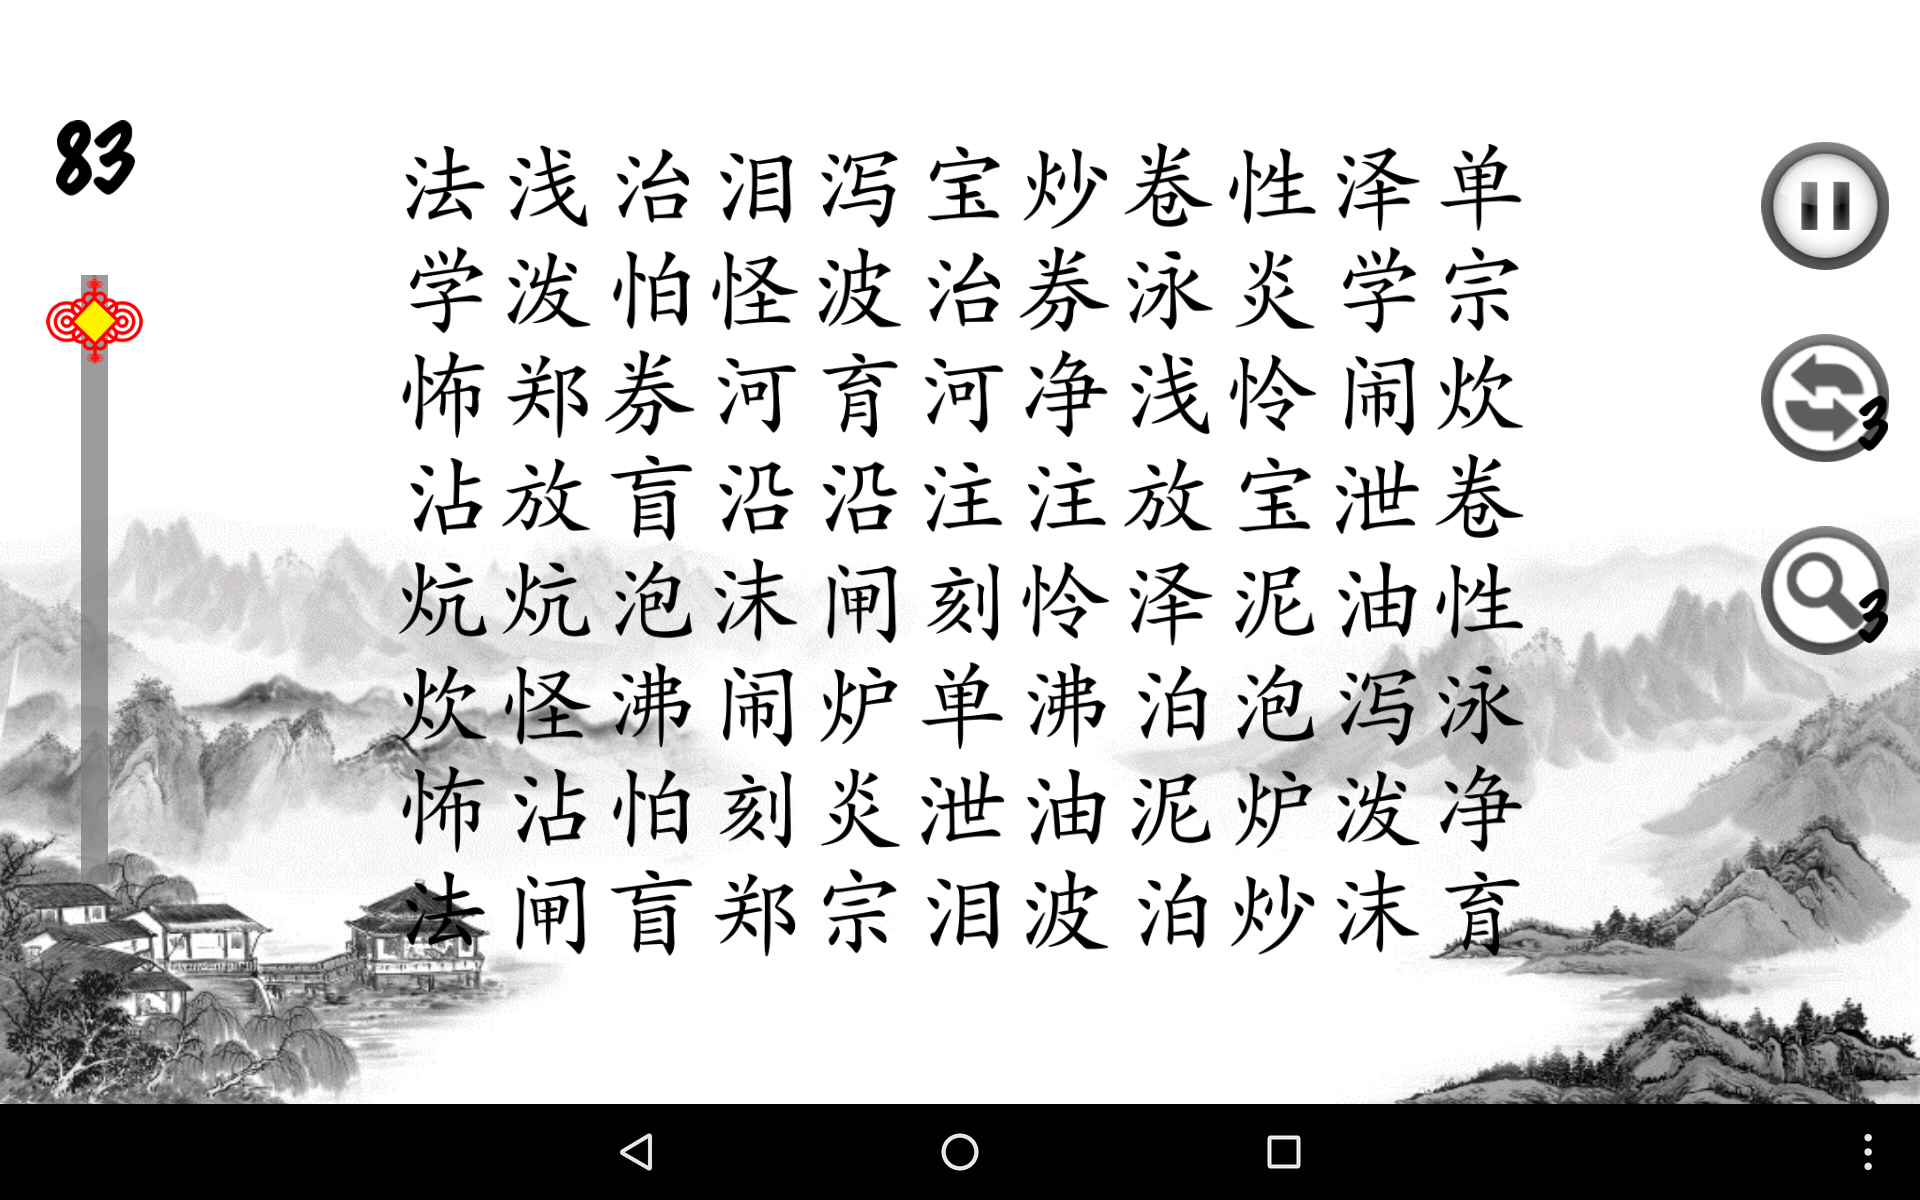 83
法浅治泪泻宝炒卷性泽单
学泼怕怪波治券泳炎学宗
怖郑券河育河净浅怜闹炊
沾放盲沿沿注注放宝泄卷
炕炕泡沫闸刻怜泽泥油性
炊怪沸闹炉单沸泊泡泻泳
怖沾怕刻炎泄油泥炉泼净
法闸盲郑宗泪波泊炒沫育
3
3